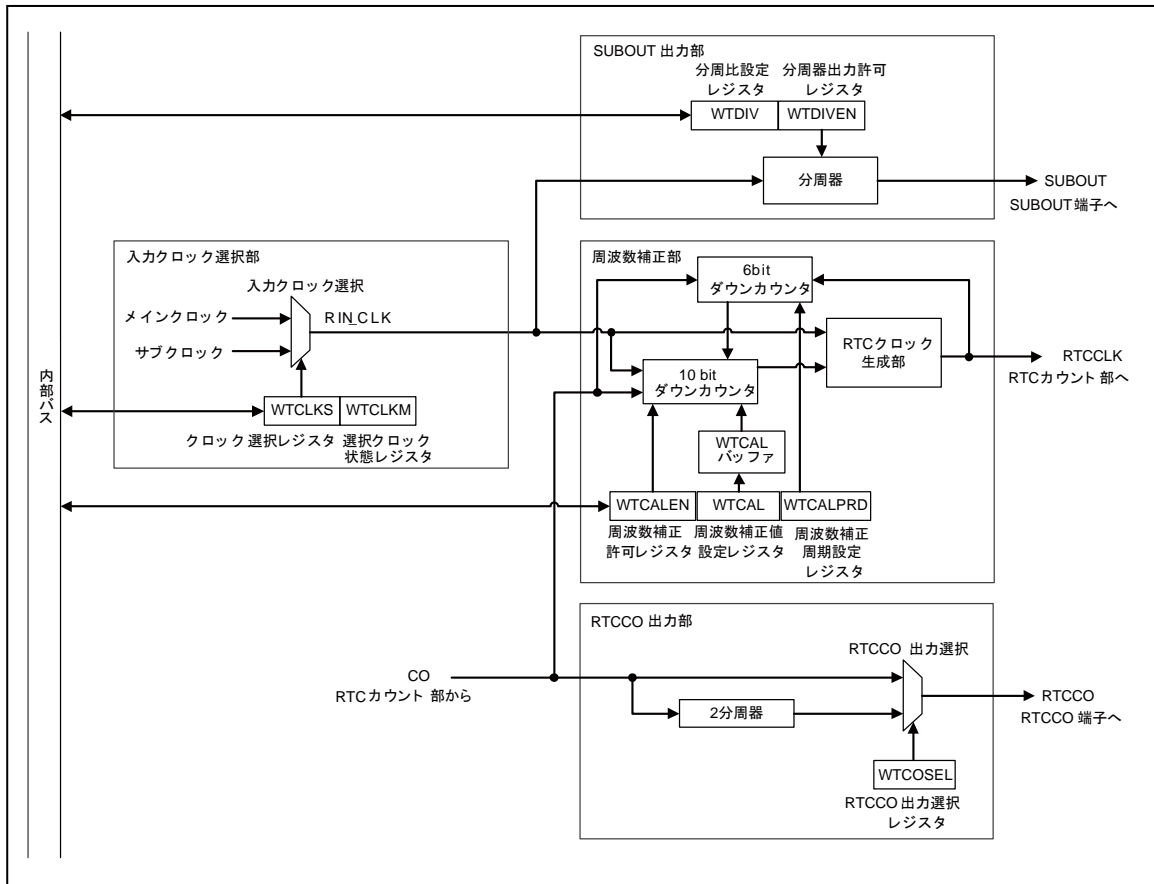 SUBOUT 出力部
分周比設定
レジスタ
分周器出力許可
レジスタ
WTDIV
WTDIVEN
分周器
SUBOUT
SUBOUT 端子へ
入力クロック選択部
入力クロック選択
メインクロック
サブクロック
RIN_CLK
WTCLKS
WTCLKM
クロック選択レジスタ
選択クロック
状態レジスタ
内部バス
周波数補正部
6bit
ダウンカウンタ
10 bit
ダウンカウンタ
RTCクロック
生成部
RTCCLK
RTCカウント部へ
WTCAL
バッファ
WTCALEN
WTCAL
WTCALPRD
周波数補正
許可レジスタ
周波数補正値
設定レジスタ
周波数補正
周期設定
レジスタ
RTCCO 出力部
RTCCO 出力選択
CO
RTCカウント部から
2分周器
RTCCO
RTCCO 端子へ
WTCOSEL
RTCCO 出力選択
レジスタ